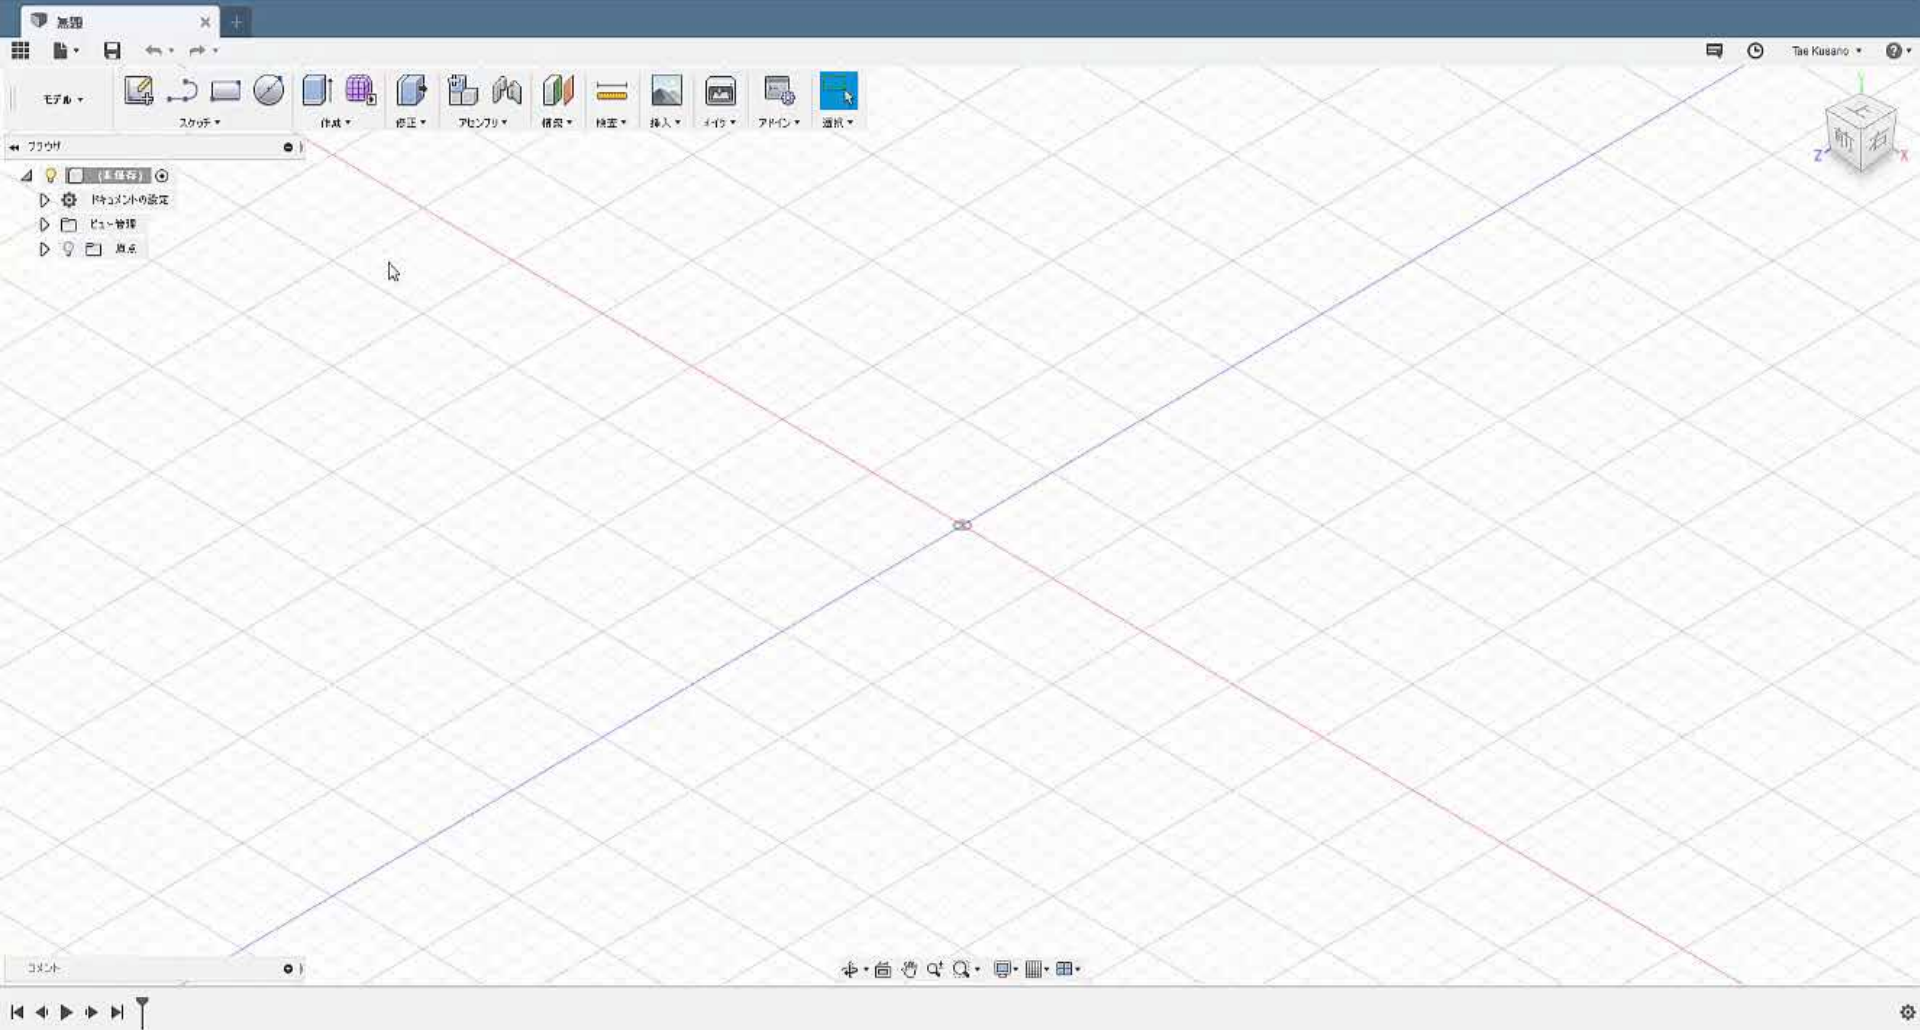 無題
Tae Kusano
モデル
スケッチ
作成
修正
アセンブリ
構築
検査
挿入
メイク
アドイン
選択
ブラウザ
(未保存)
ドキュメントの設定
ビュー管理
原点
コメント
上
前
右
Y
Z
X